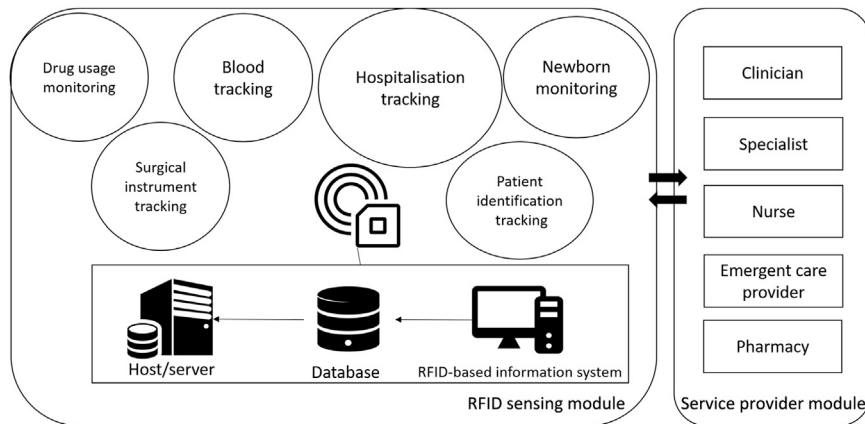 Drug usage
monitoring
Blood
tracking
Hospitalisation
tracking
Newborn
monitoring
Surgical
instrument
tracking
Patient
identification
tracking
Host/server
Database
RFID-based information system
RFID sensing module
Clinician
Specialist
Nurse
Emergent care
provider
Pharmacy
Service provider module